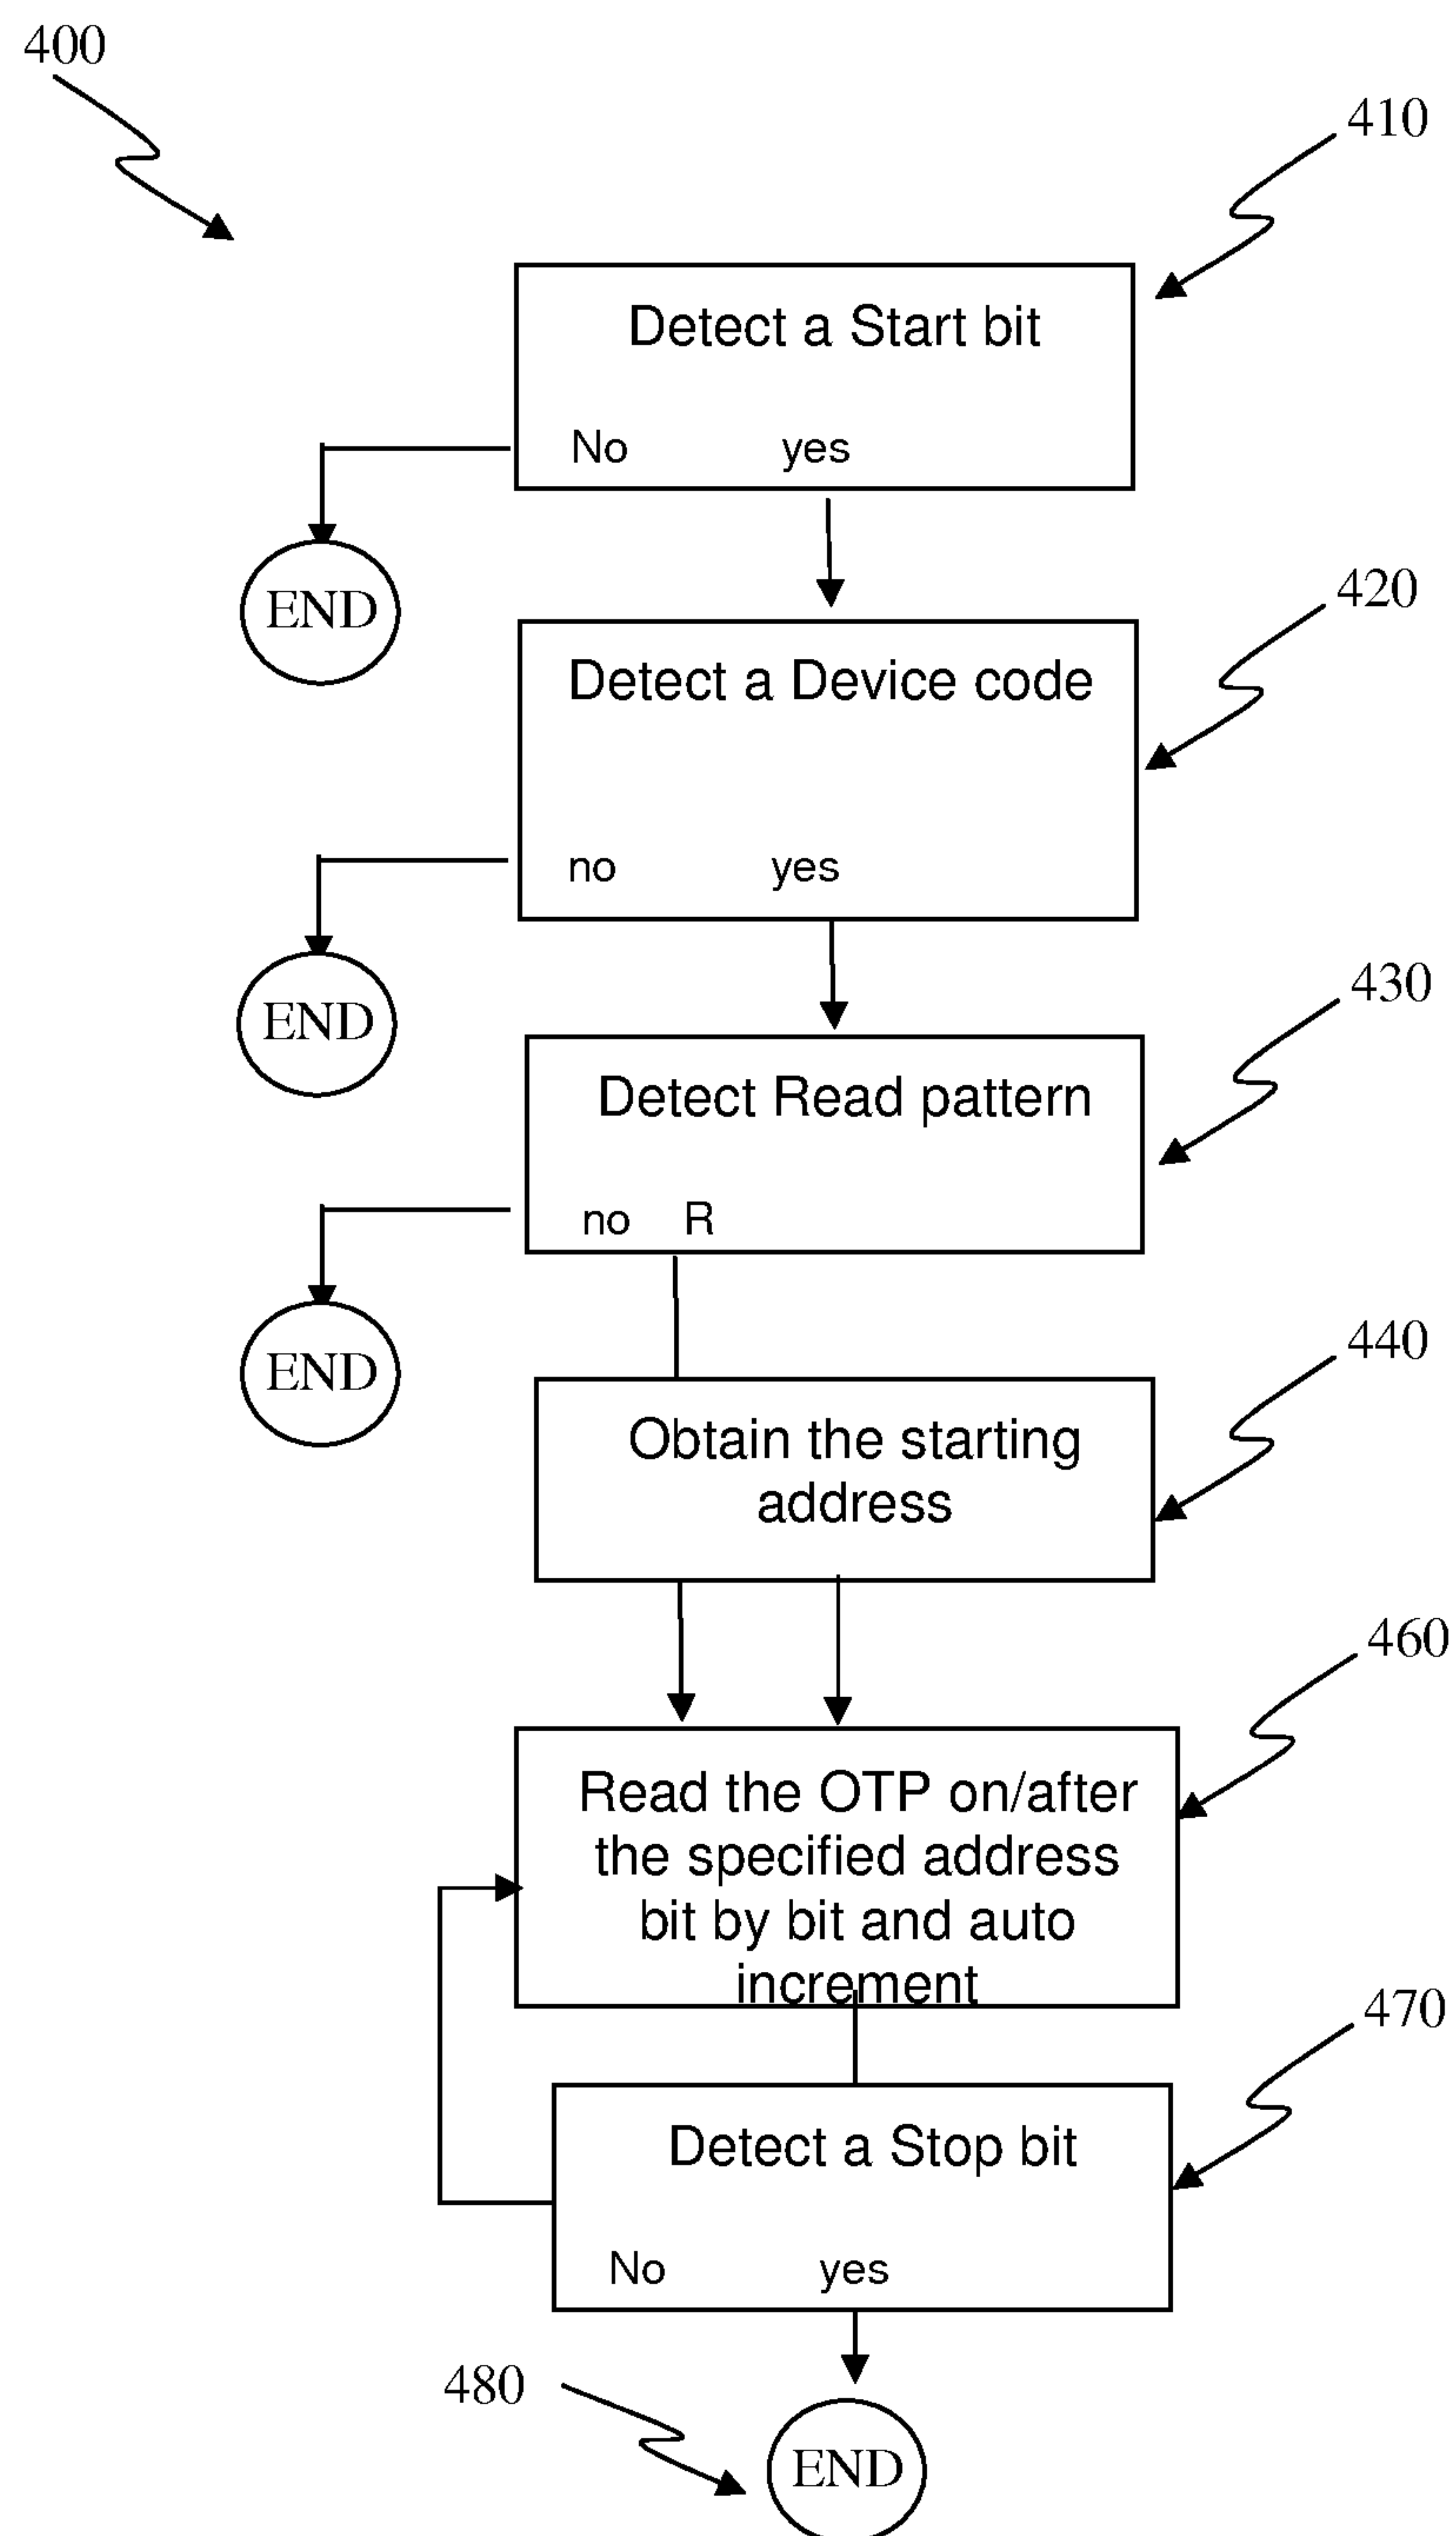 400
410
Detect a Start bit
No yes
END
420
Detect a Device code
no yes
END
430
Detect Read pattern
no R
END
440
Obtain the starting
address
460
Read the OTP on/after
the specified address
bit by bit and auto
increment
470
Detect a Stop bit
No yes
480
END